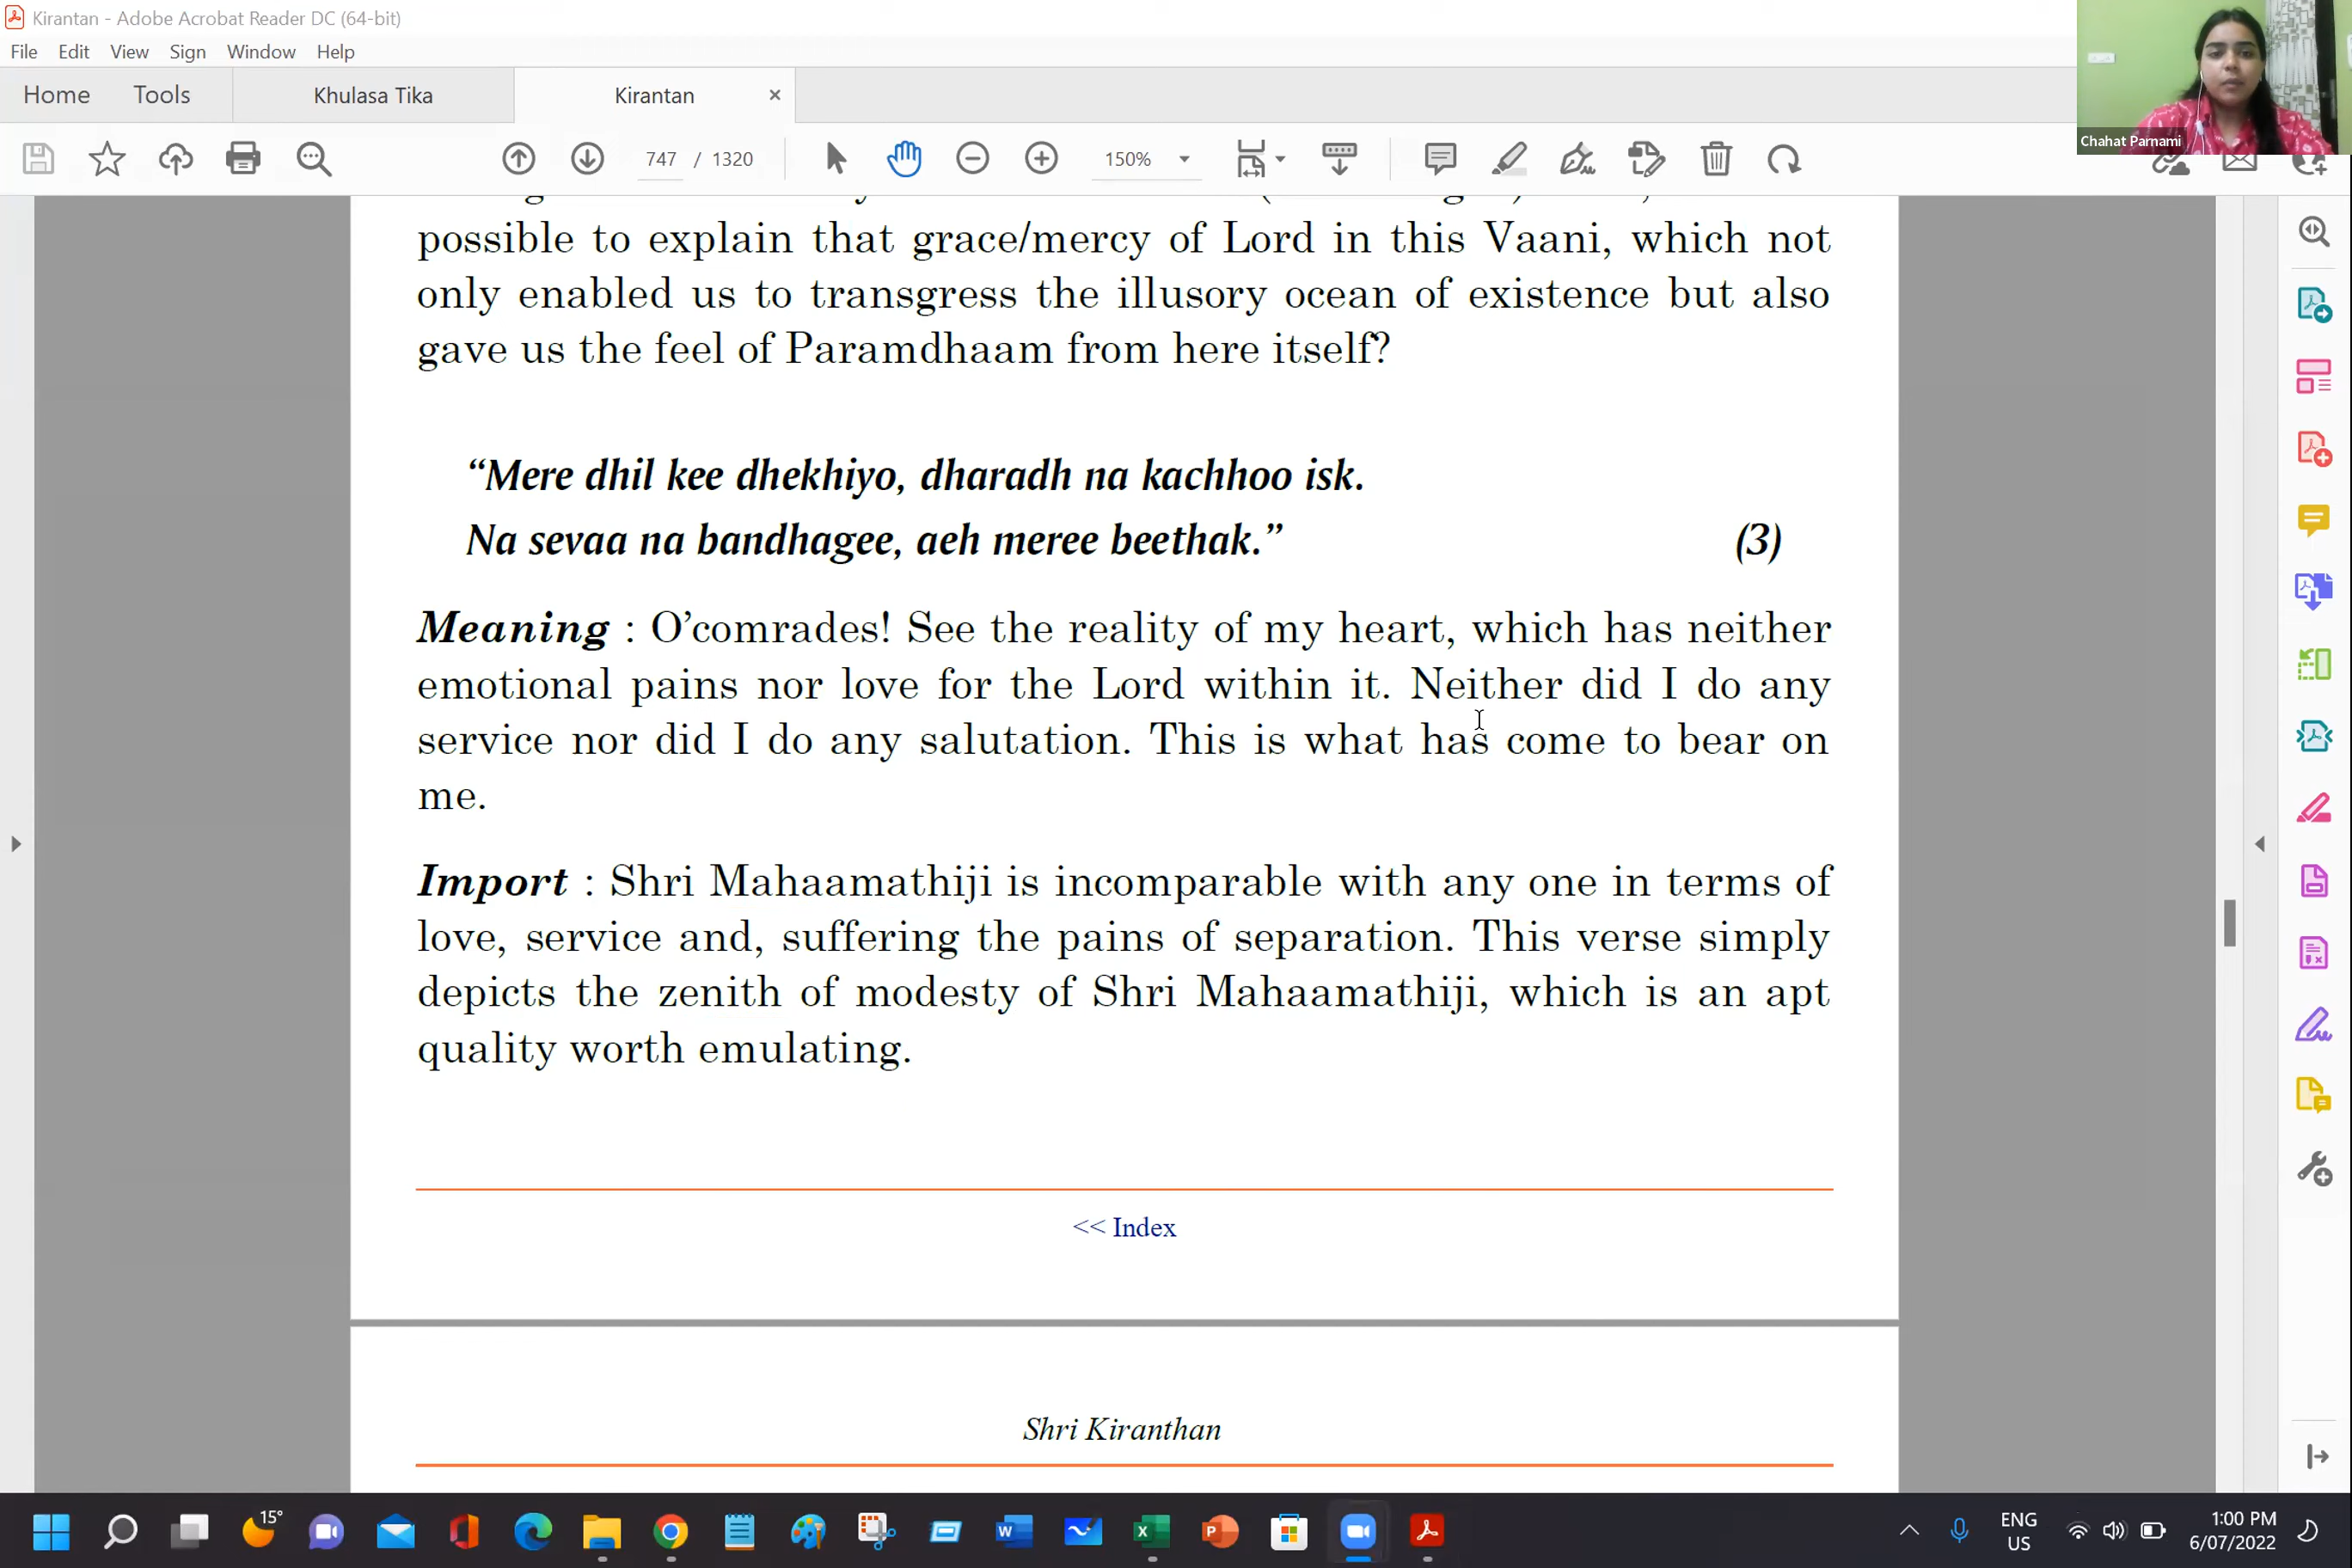 Kirantan - Adobe Acrobat Reader DC (64-bit)
File Edit View Sign Window Help
Home Tools Khulasa Tika Kirantan ×
747 / 1320 150%
Chahat Parnami
possible to explain that grace/mercy of Lord in this Vaani, which not
only enabled us to transgress the illusory ocean of existence but also
gave us the feel of Paramdhaam from here itself?
“Mere dhil kee dhekhiyo, dharadh na kachhoo isk.
Na sevaa na bandhagee, aeh meree beethak.” (3)
Meaning : O’comrades! See the reality of my heart, which has neither
emotional pains nor love for the Lord within it. Neither did I do any
service nor did I do any salutation. This is what has come to bear on
me.
Import : Shri Mahaamathiji is incomparable with any one in terms of
love, service and, suffering the pains of separation. This verse simply
depicts the zenith of modesty of Shri Mahaamathiji, which is an apt
quality worth emulating.
<< Index
Shri Kiranthan
15°
ENG
US
1:00 PM
6/07/2022